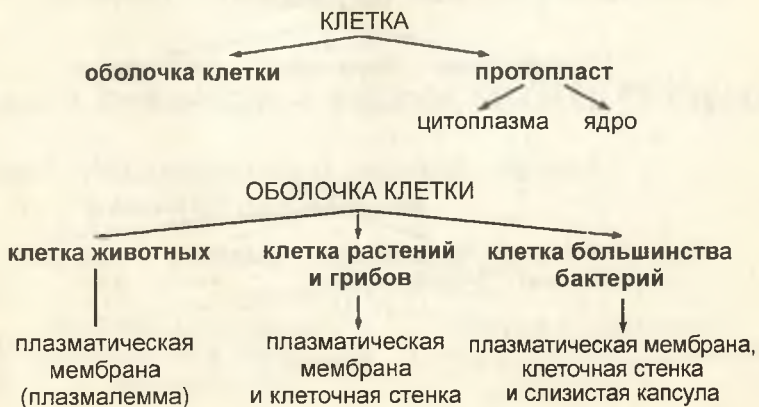 КЛЕТКА
оболочка клетки протопласт
цитоплазма ядро
ОБОЛОЧКА КЛЕТКИ
клетка животных
клетка растений
и грибов
клетка большинства
бактерий
плазматическая
мембрана
(плазмалемма)
плазматическая
мембрана
и клеточная стенка
плазматическая мембрана,
клеточная стенка
и слизистая капсула